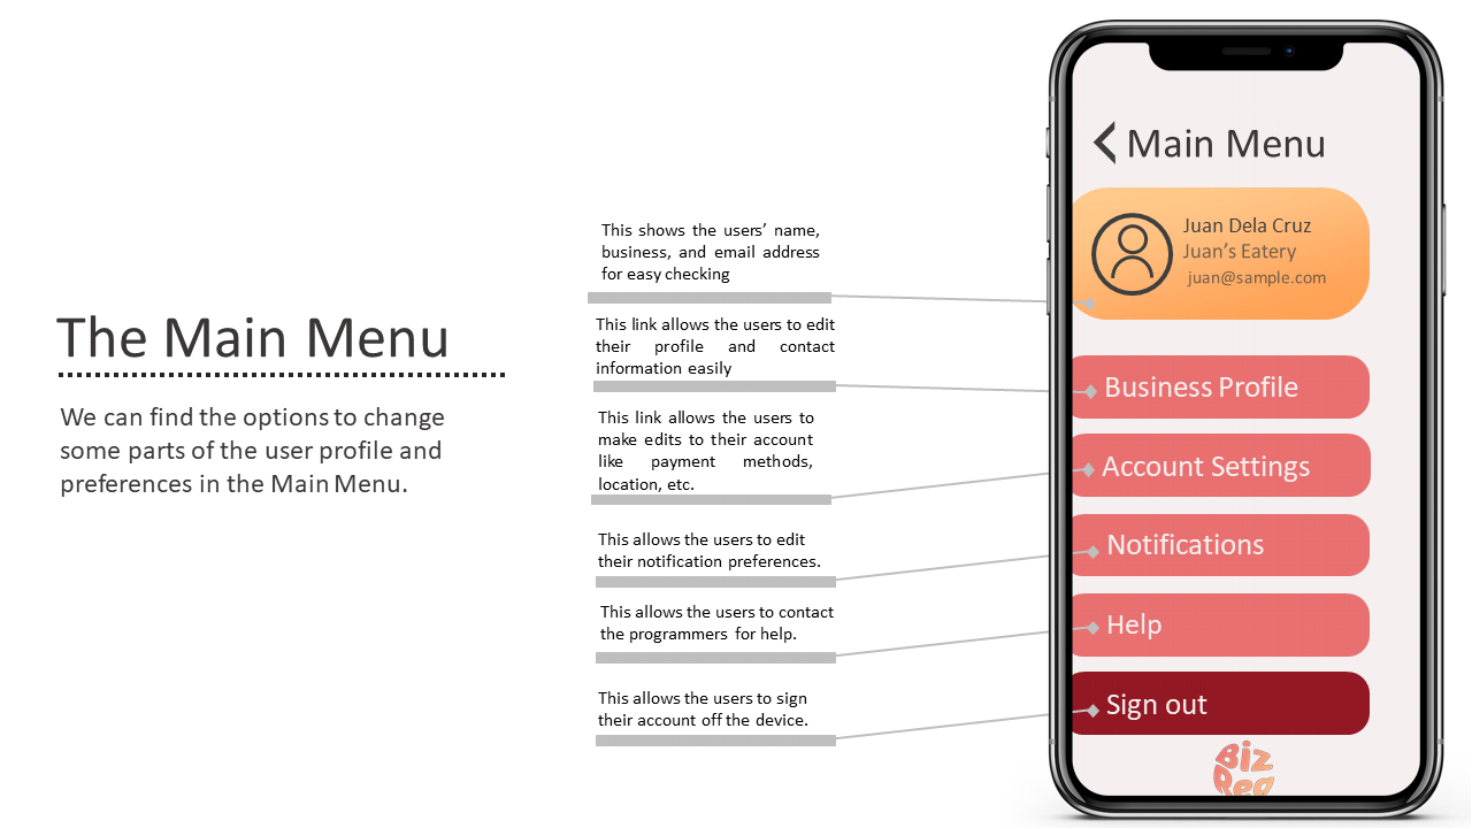 The Main Menu
We can find the options to change
some parts of the user profile and
preferences in the Main Menu.
This shows the users’ name,
business, and email address
for easy checking
This link allows the users to edit
their profile and contact
information easily
This link allows the users to
make edits to their account
like payment methods,
location, etc.
This allows the users to edit
their notification preferences.
This allows the users to contact
the programmers for help.
This allows the users to sign
their account off the device.
Main Menu
Juan Dela Cruz
Juan’s Eatery
juan@sample.com
Business Profile
Account Settings
Notifications
Help
Sign out
Biz
Reg